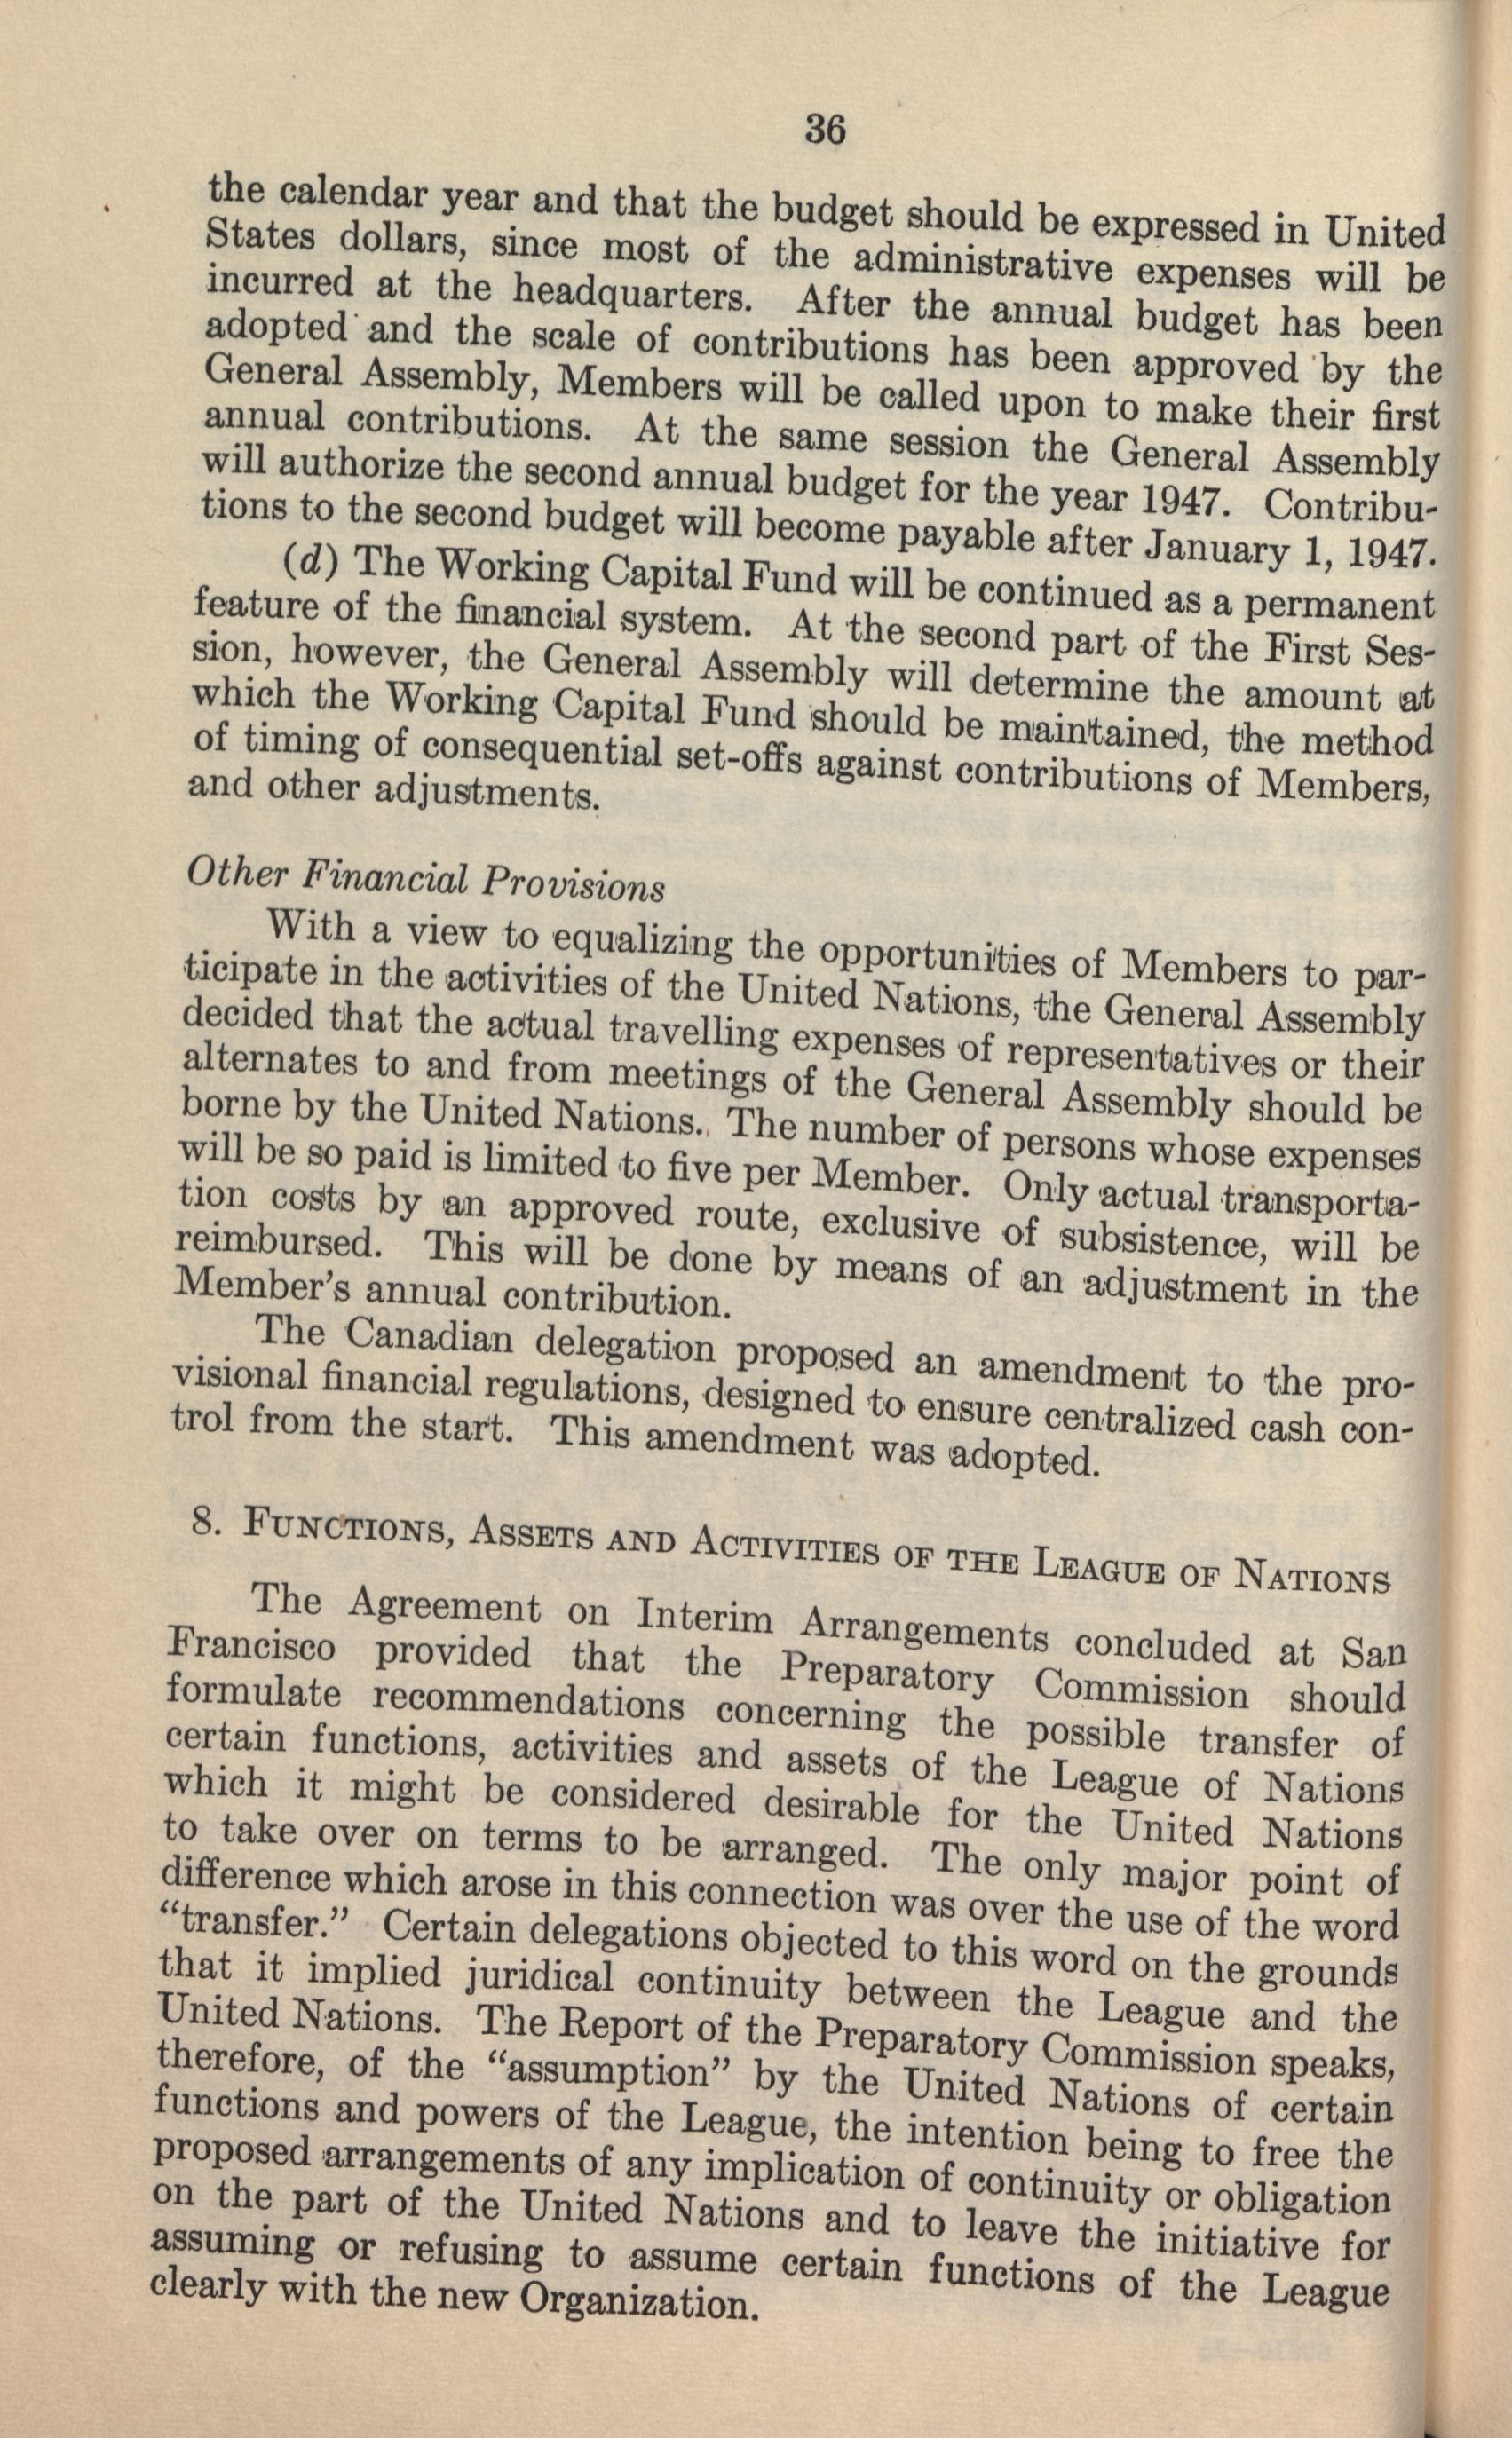 36
the calendar year and that the budget should be expressed in United
States dollars, since most of the administrative expenses will be
incurred at the headquarters. After the annual budget has been
adopted and the scale of contributions has been approved by the
General Assembly, Members will be called upon to make their first
annual contributions. At the same session the General Assembly
will authorize the second annual budget for the year 1947. Contribu-
tions to the second budget will become payable after January 1, 1947.
(d) The Working Capital Fund will be continued as a permanent
feature of the financial system. At the second part of the First Ses-
sion, however, the General Assembly will determine the amount at
which the Working Capital Fund should be maintained, the method
of timing of consequential set-offs against contributions of Members,
and other adjustments.
Other Financial Provisions
With a view to equalizing the opportunities of Members to par-
ticipate in the activities of the United Nations, the General Assembly
decided that the actual travelling expenses of representatives or their
alternates to and from meetings of the General Assembly should be
borne by the United Nations. The number of persons whose expenses
will be so paid is limited to five per Member. Only actual transporta-
tion costs by an approved route, exclusive of subsistence, will be
reimbursed. This will be done by means of an adjustment in the
Member's annual contribution.
The Canadian delegation proposed an amendment to the pro-
visional financial regulations, designed to ensure centralized cash con-
trol from the start. This amendment was adopted.
8. FUNCTIONS, ASSETS AND ACTIVITIES OF THE LEAGUE OF NATIONS
The Agreement on Interim Arrangements concluded at San
Francisco provided that the Preparatory Commission should
formulate recommendations concerning the possible transfer of
certain functions, activities and assets of the League of Nations
which it might be considered desirable for the United Nations
to take over on terms to be arranged. The only major point of
difference which arose in this connection was over the use of the word
“transfer.” Certain delegations objected to this word on the grounds
that it implied juridical continuity between the League and the
United Nations. The Report of the Preparatory Commission speaks,
therefore, of the “assumption” by the United Nations of certain
functions and powers of the League, the intention being to free the
proposed arrangements of any implication of continuity or obligation
on the part of the United Nations and to leave the initiative for
assuming or refusing to assume certain functions of the League
clearly with the new Organization.